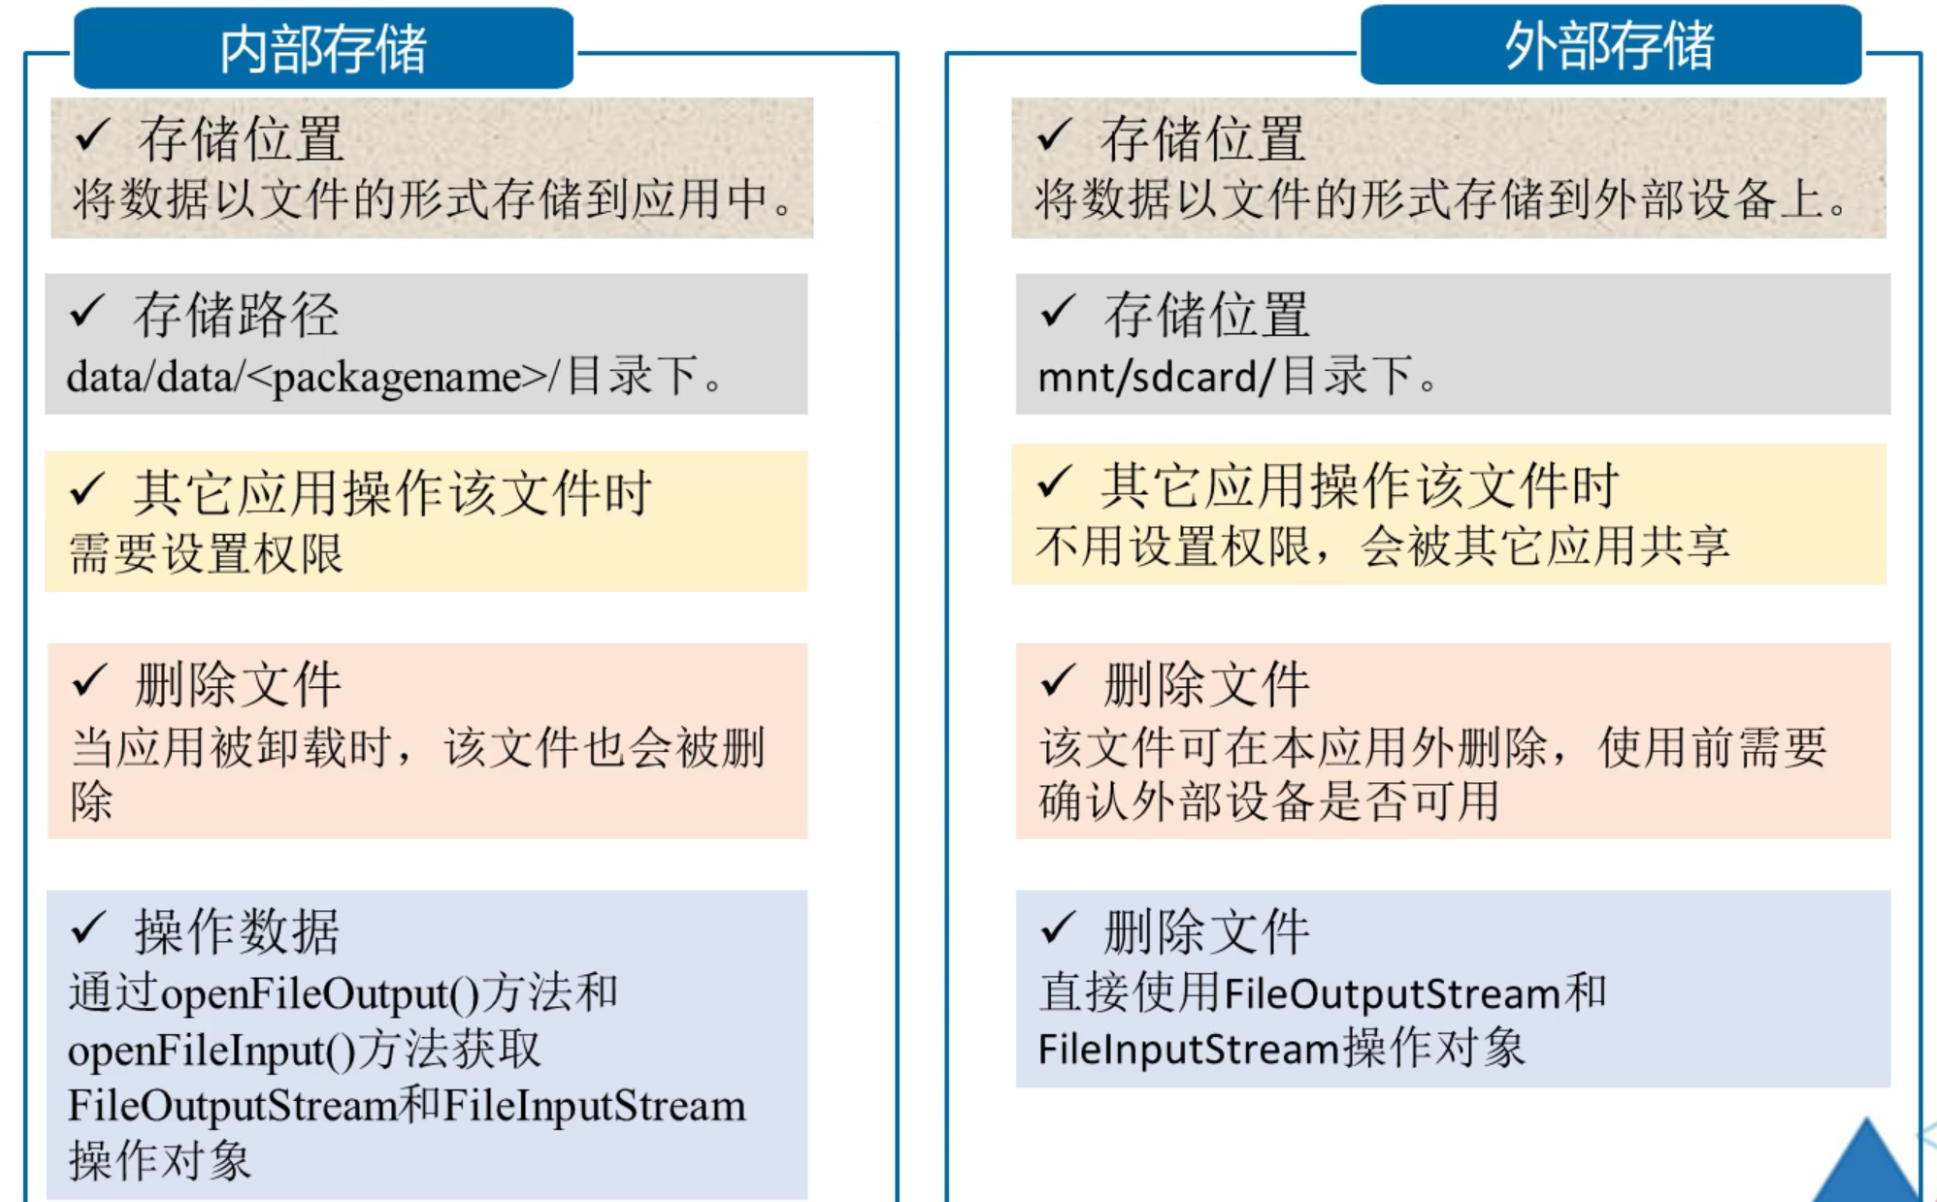 内部存储
✓ 存储位置
将数据以文件的形式存储到应用中。
✓ 存储路径
data/data/<packagename>/目录下。
✓ 其它应用操作该文件时
需要设置权限
✓ 删除文件
当应用被卸载时，该文件也会被删
除
✓ 操作数据
通过openFileOutput()方法和
openFileInput()方法获取
FileOutputStream和FileInputStream
操作对象
外部存储
✓ 存储位置
将数据以文件的形式存储到外部设备上。
✓ 存储位置
mnt/sdcard/目录下。
✓ 其它应用操作该文件时
不用设置权限，会被其它应用共享
✓ 删除文件
该文件可在本应用外删除，使用前需要
确认外部设备是否可用
✓ 删除文件
直接使用FileOutputStream和
FileInputStream操作对象